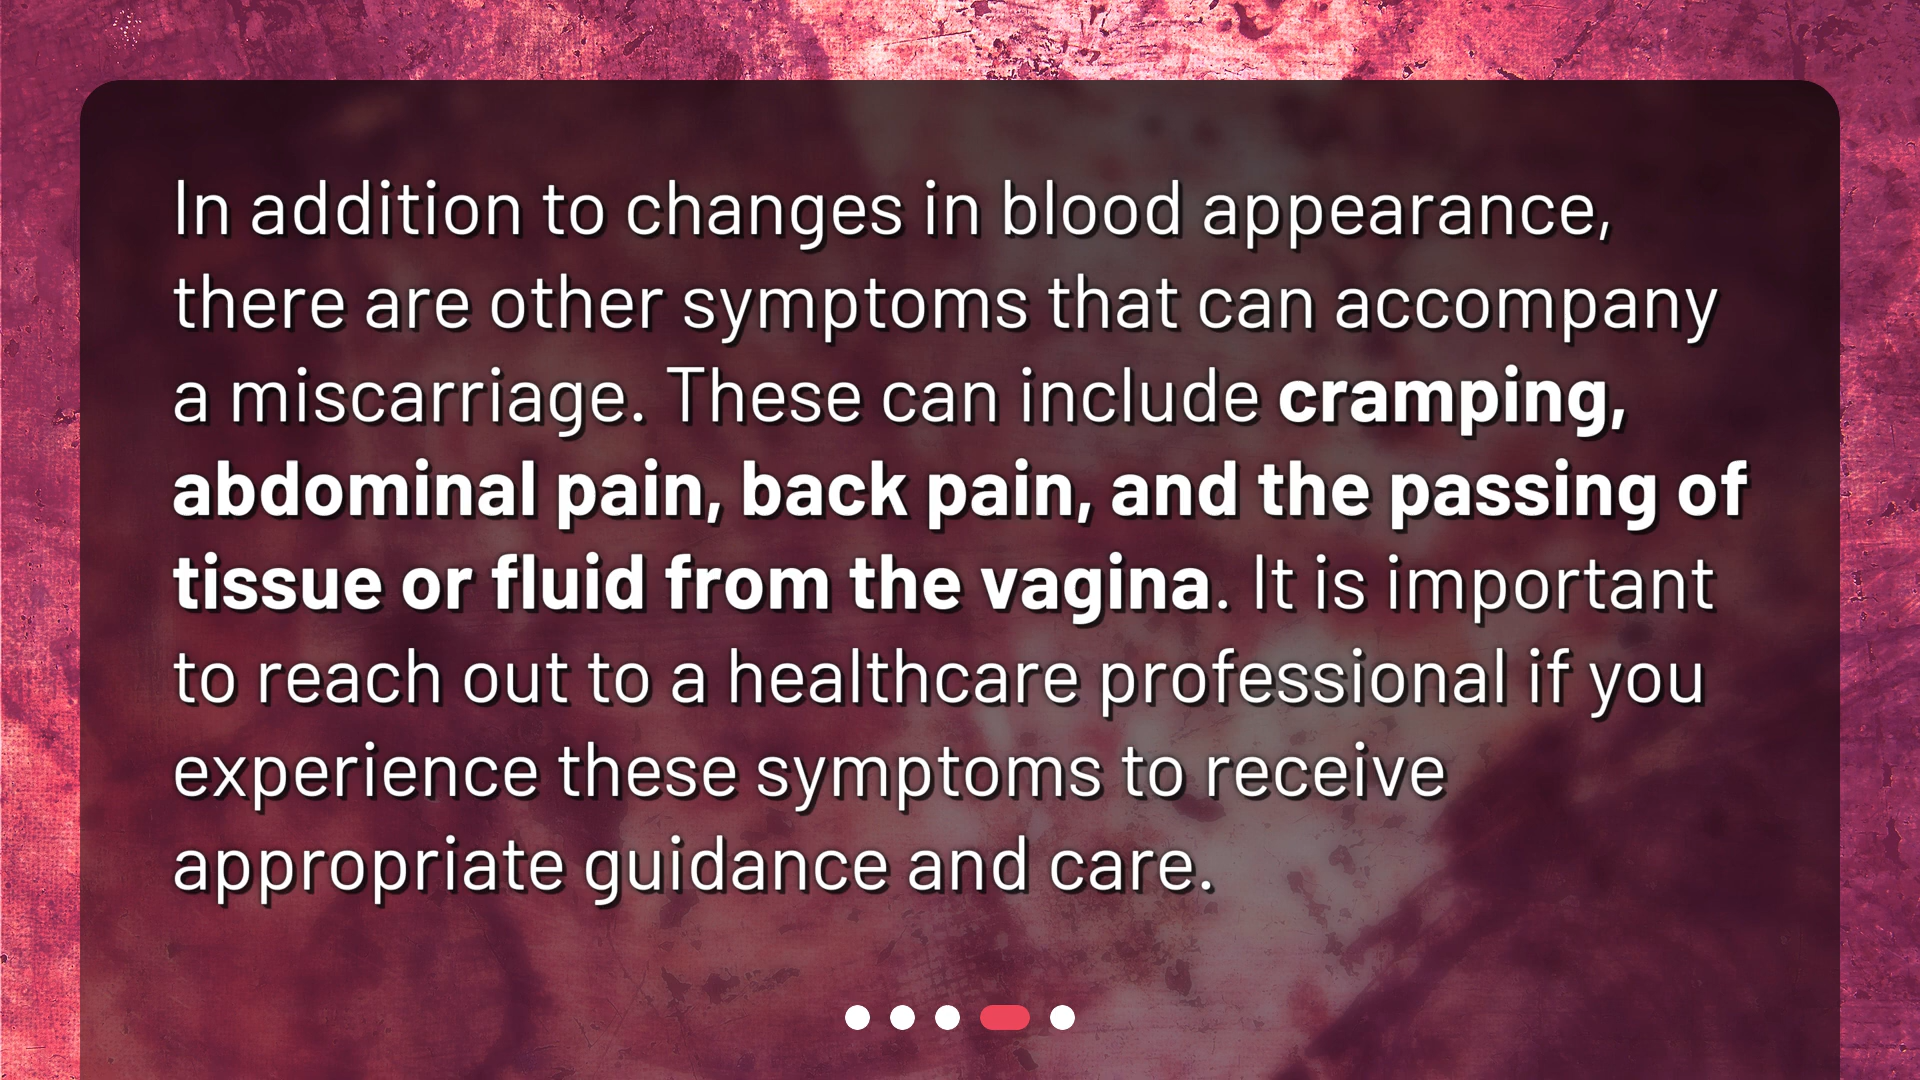 In addition to changes in blood appearance,
there are other symptoms that can accompany
a miscarriage. These can include cramping,
abdominal pain, back pain, and the passing of
tissue or fluid from the vagina. It is important
to reach out to a healthcare professional if you
experience these symptoms to receive
appropriate guidance and care.